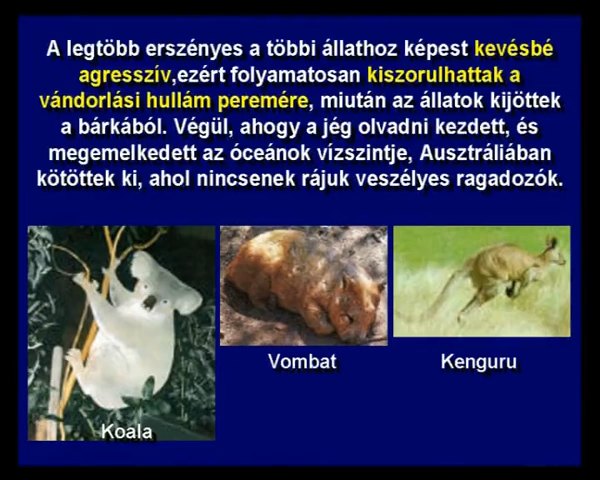 A legtöbb erszényes a többi állathoz képest kevésbé
agresszív,ezért folyamatosan kiszorulhattak a
vándorlási hullám peremére, miután az állatok kijöttek
a bárkából. Végül, ahogy a jég olvadni kezdett, és
megemelkedett az óceánok vízszintje, Ausztráliában
kötöttek ki, ahol nincsenek rájuk veszélyes ragadozók.
Vombat
Kenguru
Koala